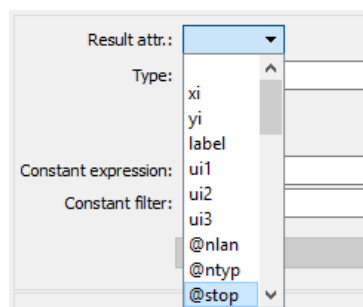 Result attr.:
Type:
xi
yi
label
Constant expression:
ui1
ui2
Constant filter:
ui3
@nlan
@ntyp
@stop